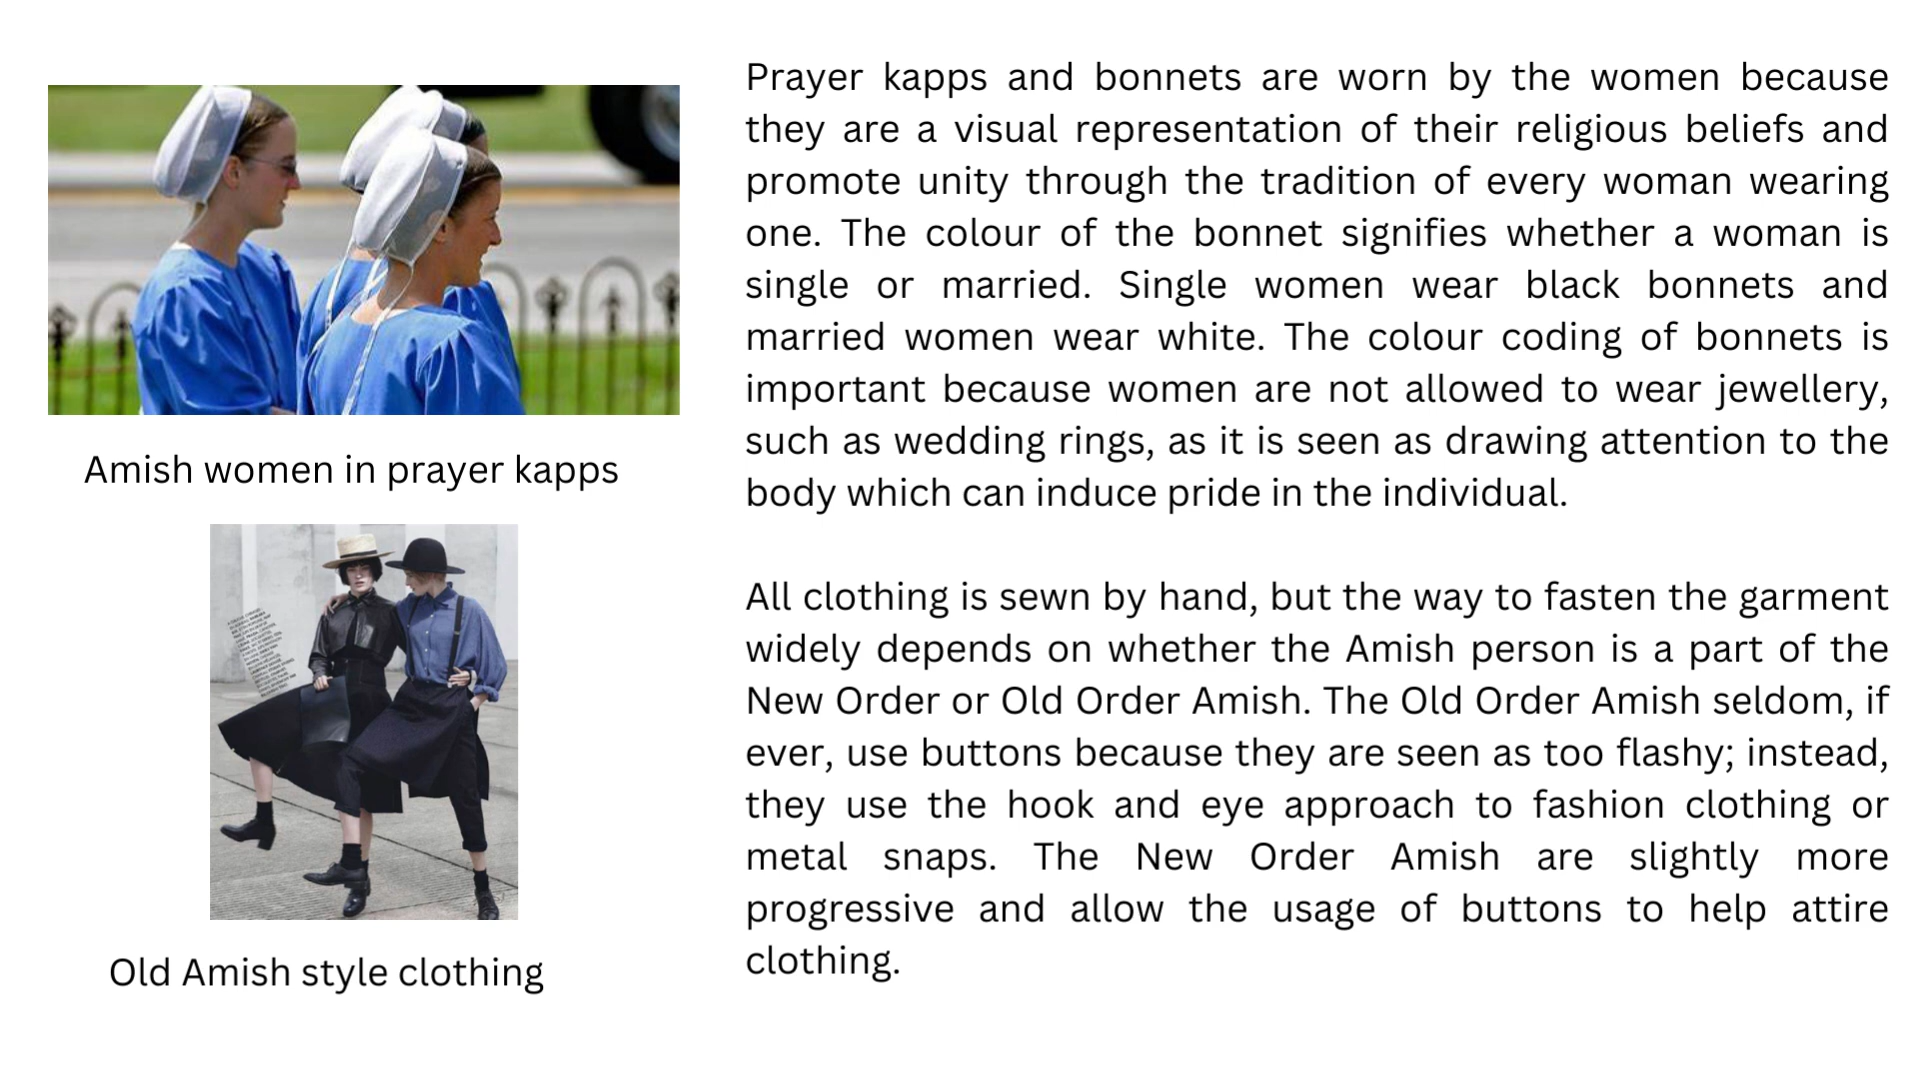 Amish women in prayer kapps
Old Amish style clothing
Prayer kapps and bonnets are worn by the women because
they are a visual representation of their religious beliefs and
promote unity through the tradition of every woman wearing
one. The colour of the bonnet signifies whether a woman is
single or married. Single women wear black bonnets and
married women wear white. The colour coding of bonnets is
important because women are not allowed to wear jewellery,
such as wedding rings, as it is seen as drawing attention to the
body which can induce pride in the individual.
All clothing is sewn by hand, but the way to fasten the garment
widely depends on whether the Amish person is a part of the
New Order or Old Order Amish. The Old Order Amish seldom, if
ever, use buttons because they are seen as too flashy; instead,
they use the hook and eye approach to fashion clothing or
metal snaps. The New Order Amish are slightly more
progressive and allow the usage of buttons to help attire
clothing.